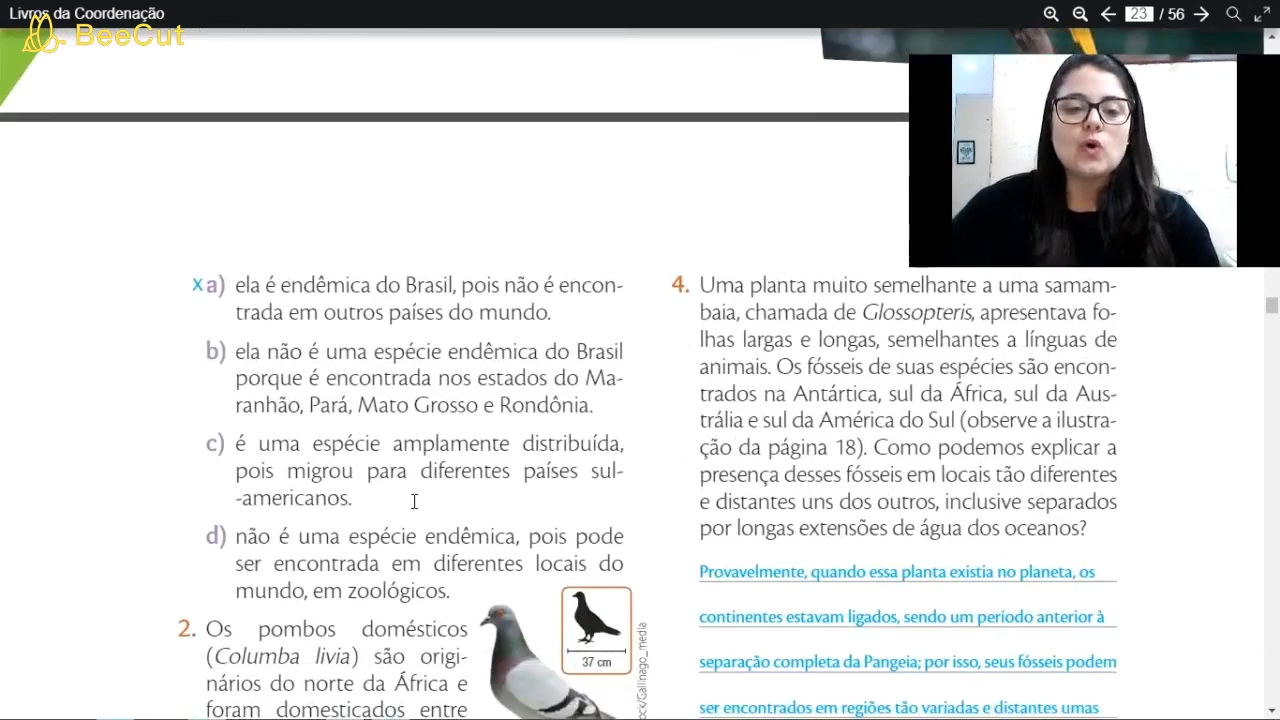 Livros da Coordenação
23 / 56
BeeCut
x a) ela é endêmica do Brasil, pois não é encon-
trada em outros países do mundo.
b) ela não é uma espécie endêmica do Brasil
porque é encontrada nos estados do Ma-
ranhão, Pará, Mato Grosso e Rondônia.
c) é uma espécie amplamente distribuída,
pois migrou para diferentes países sul-
-americanos.
d) não é uma espécie endêmica, pois pode
ser encontrada em diferentes locais do
mundo, em zoológicos.
2. Os pombos domésticos
(Columba livia) são origi-
nários do norte da África e
foram domesticados entre
37 cm
ock/Gallinago_media
4. Uma planta muito semelhante a uma samam-
baia, chamada de Glossopteris, apresentava fo-
lhas largas e longas, semelhantes a línguas de
animais. Os fósseis de suas espécies são encon-
trados na Antártica, sul da África, sul da Aus-
trália e sul da América do Sul (observe a ilustra-
ção da página 18). Como podemos explicar a
presença desses fósseis em locais tão diferentes
e distantes uns dos outros, inclusive separados
por longas extensões de água dos oceanos?
Provavelmente, quando essa planta existia no planeta, os
continentes estavam ligados, sendo um período anterior à
separação completa da Pangeia; por isso, seus fósseis podem
ser encontrados em regiões tão variadas e distantes umas